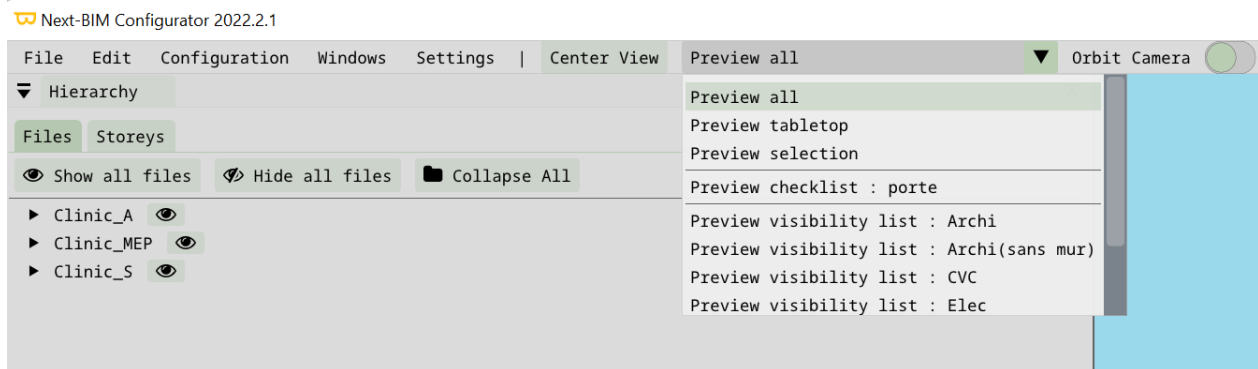 Next-BIM Configurator 2022.2.1
File Edit Configuration Windows Settings | Center View Preview all Orbit Camera
Hierarchy
Preview all
Preview tabletop
Preview selection
Preview checklist : porte
Preview visibility list : Archi
Preview visibility list : Archi(sans mur)
Preview visibility list : CVC
Preview visibility list : Elec
Files Storeys
Show all files Hide all files Collapse All
Clinic_A
Clinic_MEP
Clinic_S